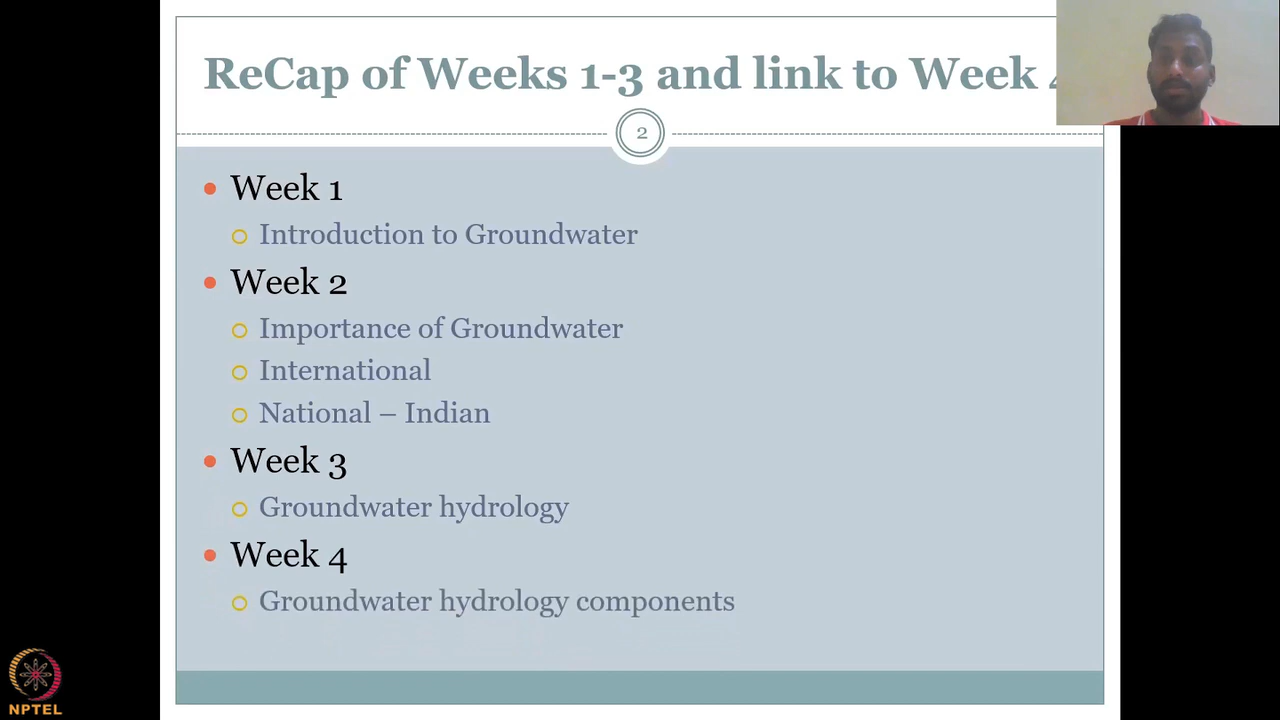 ReCap of Weeks 1-3 and link to Week
2
Week 1
Introduction to Groundwater
Week 2
Importance of Groundwater
International
National – Indian
Week 3
Groundwater hydrology
Week 4
Groundwater hydrology components
NPTEL